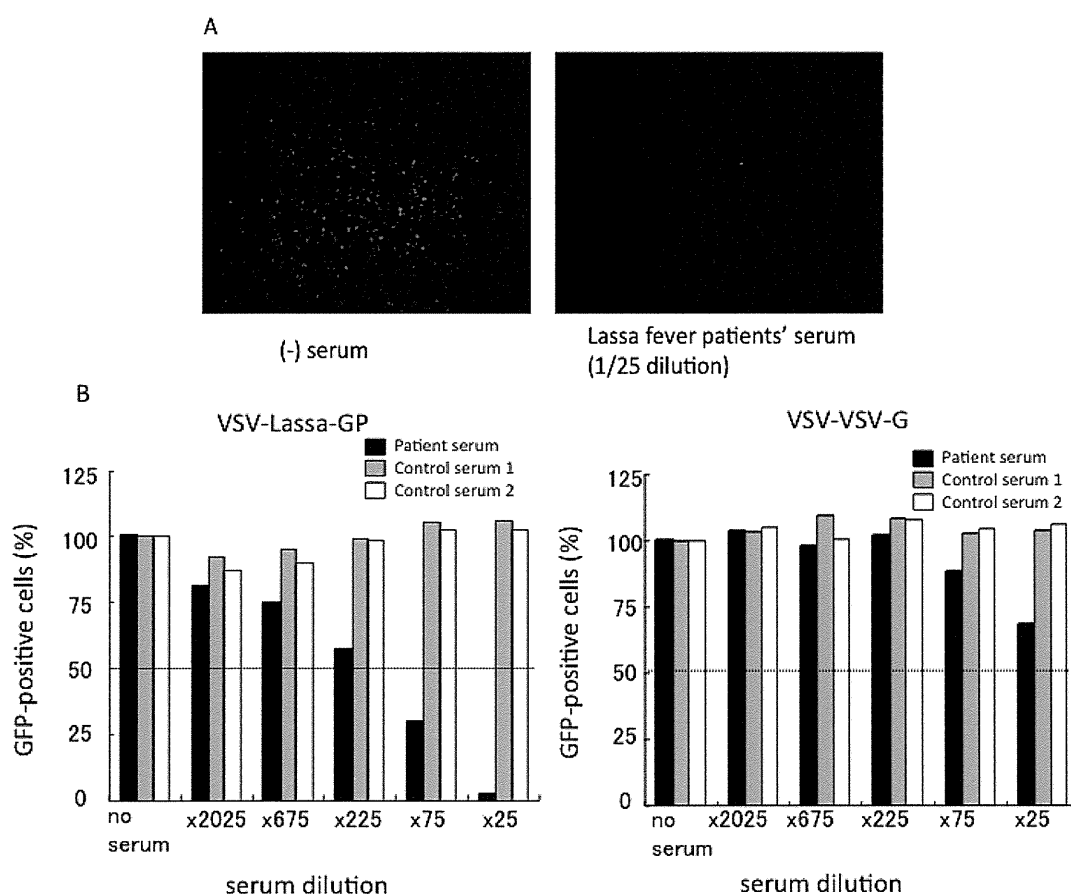 A
(-) serum
Lassa fever patients' serum
(1/25 dilution)
B
VSV-Lassa-GP
Patient serum
Control serum 1
Control serum 2
GFP-positive cells (%)
125
100
75
50
25
0
no
serum
x2025
x675
x225
x75
x25
serum dilution
VSV-VSV-G
Patient serum
Control serum 1
Control serum 2
GFP-positive cells (%)
125
100
75
50
25
0
no
serum
x2025
x675
x225
x75
x25
serum dilution